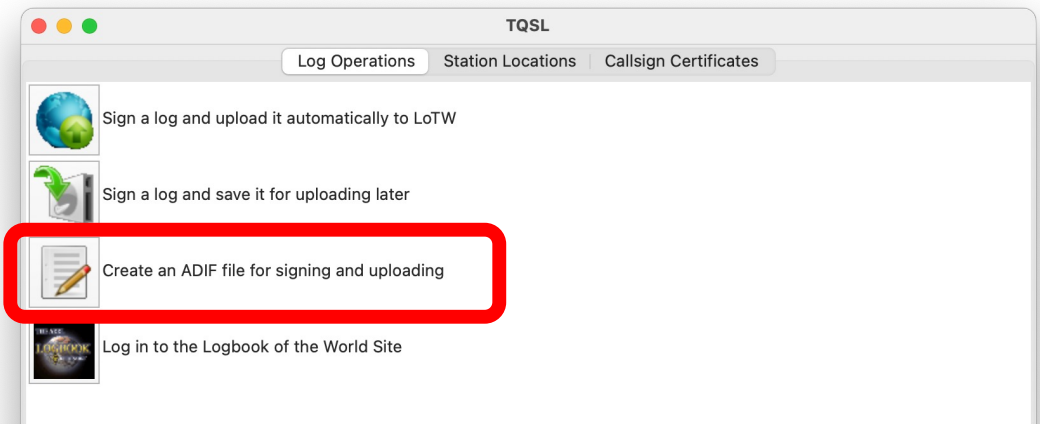 TQSL
Log Operations
Station Locations
Callsign Certificates
Sign a log and upload it automatically to LoTW
Sign a log and save it for uploading later
Create an ADIF file for signing and uploading
LOGBOOK
Log in to the Logbook of the World Site